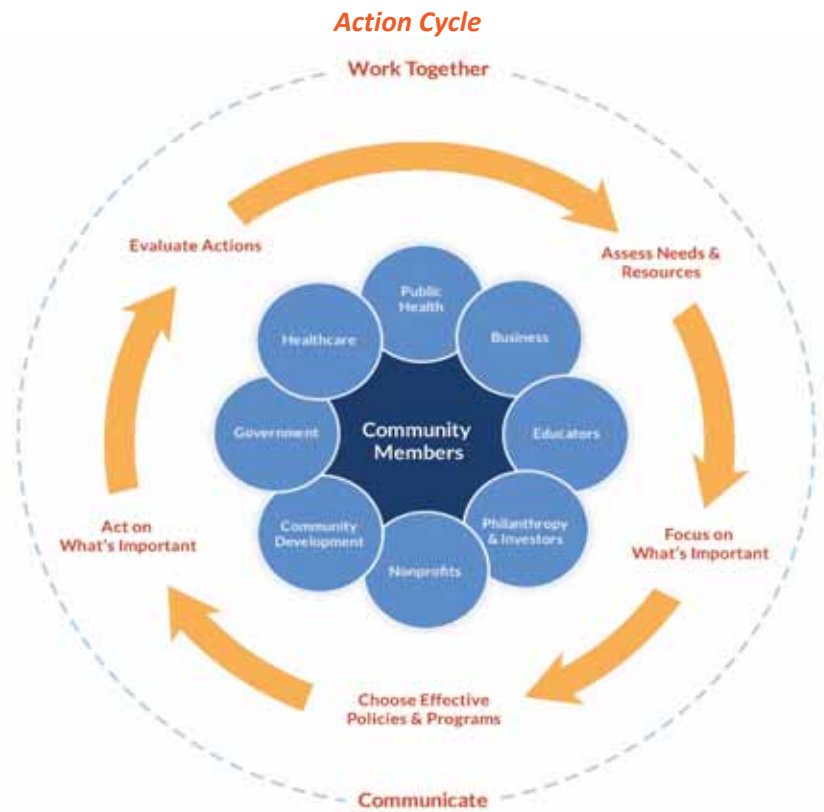 Action Cycle
Work Together
Evaluate Actions
Assess Needs &
Resources
Public
Health
Healthcare
Business
Government
Community
Members
Educators
Community
Development
Philanthropy
& Investors
Nonprofits
Act on
What's Important
Focus on
What's Important
Choose Effective
Policies & Programs
Communicate